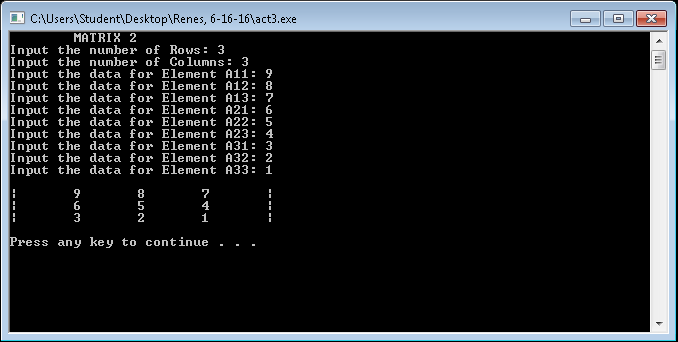 C:\Users\Student\Desktop\Renes, 6-16-16\act3.exe
MATRIX 2
Input the number of Rows: 3
Input the number of Columns: 3
Input the data for Element A11: 9
Input the data for Element A12: 8
Input the data for Element A13: 7
Input the data for Element A21: 6
Input the data for Element A22: 5
Input the data for Element A23: 4
Input the data for Element A31: 3
Input the data for Element A32: 2
Input the data for Element A33: 1
¦ 9 8 7 ¦
¦ 6 5 4 ¦
¦ 3 2 1 ¦
Press any key to continue . . .